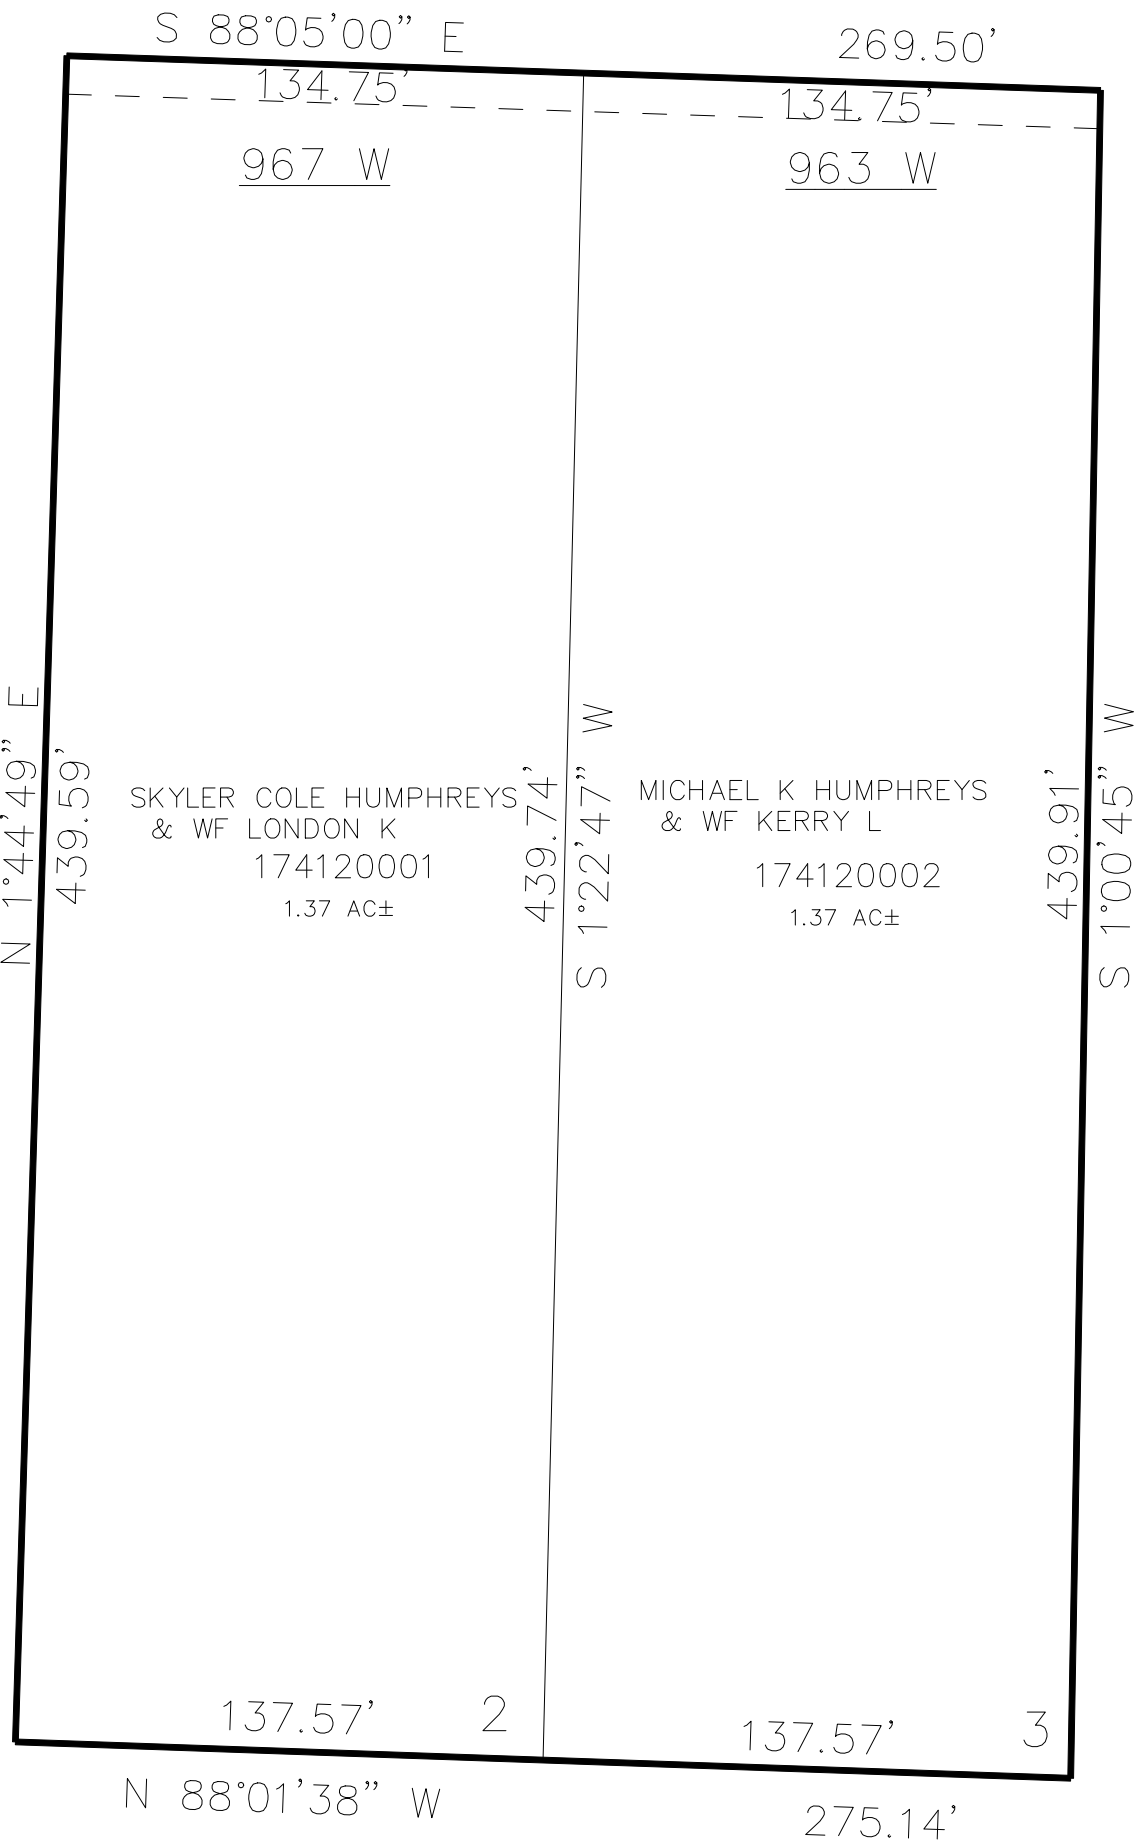 S 88°05'00" E
269.50'
134.75'
134.75'
967 W
963 W
N 1°44'49" E
439.59'
SKYLER COLE HUMPHREYS
& WF LONDON K
174120001
1.37 AC±
439.74'
S 1°22'47" W
MICHAEL K HUMPHREYS
& WF KERRY L
174120002
1.37 AC±
439.91'
S 1°00'45" W
137.57'
2
137.57'
3
N 88°01'38" W
275.14'